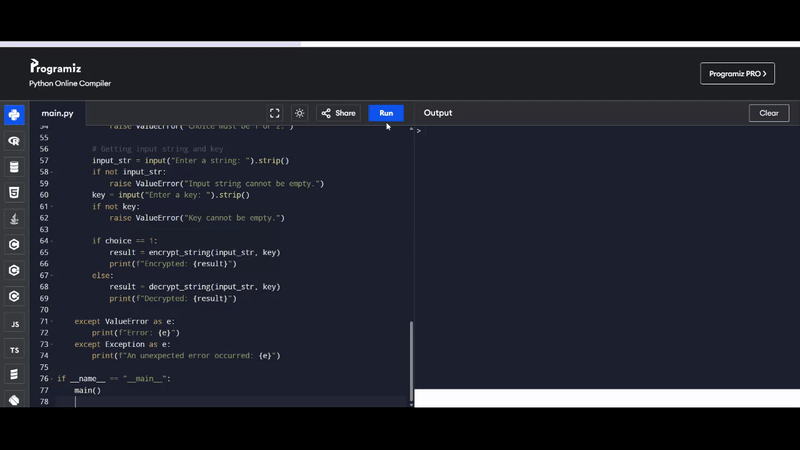 Programiz
Python Online Compiler
Programiz PRO >
main.py
Share
Run
Output
Clear
54 raise ValueError("Choice must be 1 or 2.")
55
56 # Getting input string and key
57 input_str = input("Enter a string: ").strip()
58 if not input_str:
59 raise ValueError("Input string cannot be empty.")
60 key = input("Enter a key: ").strip()
61 if not key:
62 raise ValueError("Key cannot be empty.")
63
64 if choice == 1:
65 result = encrypt_string(input_str, key)
66 print(f"Encrypted: {result}")
67 else:
68 result = decrypt_string(input_str, key)
69 print(f"Decrypted: {result}")
70
71 except ValueError as e:
72 print(f"Error: {e}")
73 except Exception as e:
74 print(f"An unexpected error occurred: {e}")
75
76 if __name__ == "__main__":
77 main()
78
>
JS
TS